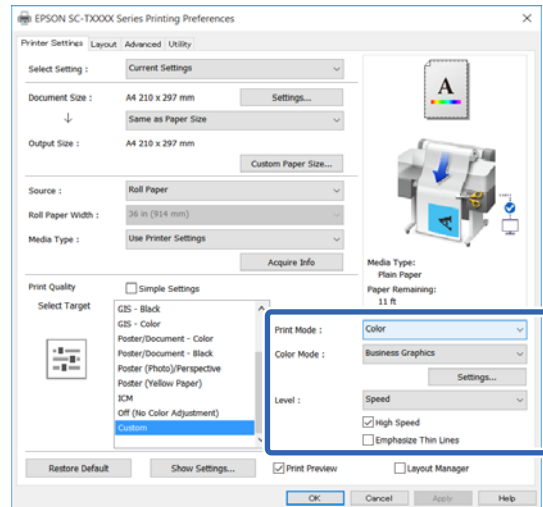 EPSON SC-TXXXX Series Printing Preferences
Printer Settings Layout Advanced Utility
Select Setting : Current Settings
Document Size : A4 210 x 297 mm Settings...
Same as Paper Size
Output Size : A4 210 x 297 mm
Custom Paper Size...
Source : Roll Paper
Roll Paper Width : 36 in (914 mm)
Media Type : Use Printer Settings
Acquire Info
A
Media Type:
Plain Paper
Paper Remaining:
11 ft
Print Quality Simple Settings
Select Target
GIS - Black
GIS - Color
Poster/Document - Color
Poster/Document - Black
Poster (Photo)/Perspective
Poster (Yellow Paper)
ICM
Off (No Color Adjustment)
Custom
Print Mode : Color
Color Mode : Business Graphics
Settings...
Level : Speed
High Speed
Emphasize Thin Lines
Restore Default Show Settings... Print Preview Layout Manager
OK Cancel Apply Help